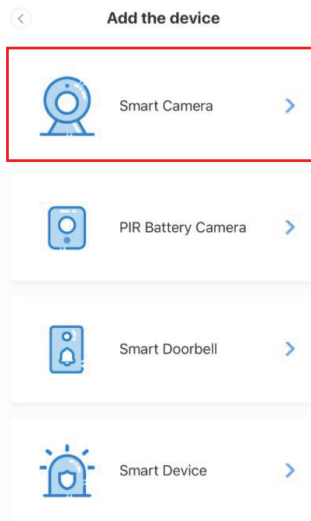 Add the device
Smart Camera
PIR Battery Camera
Smart Doorbell
Smart Device